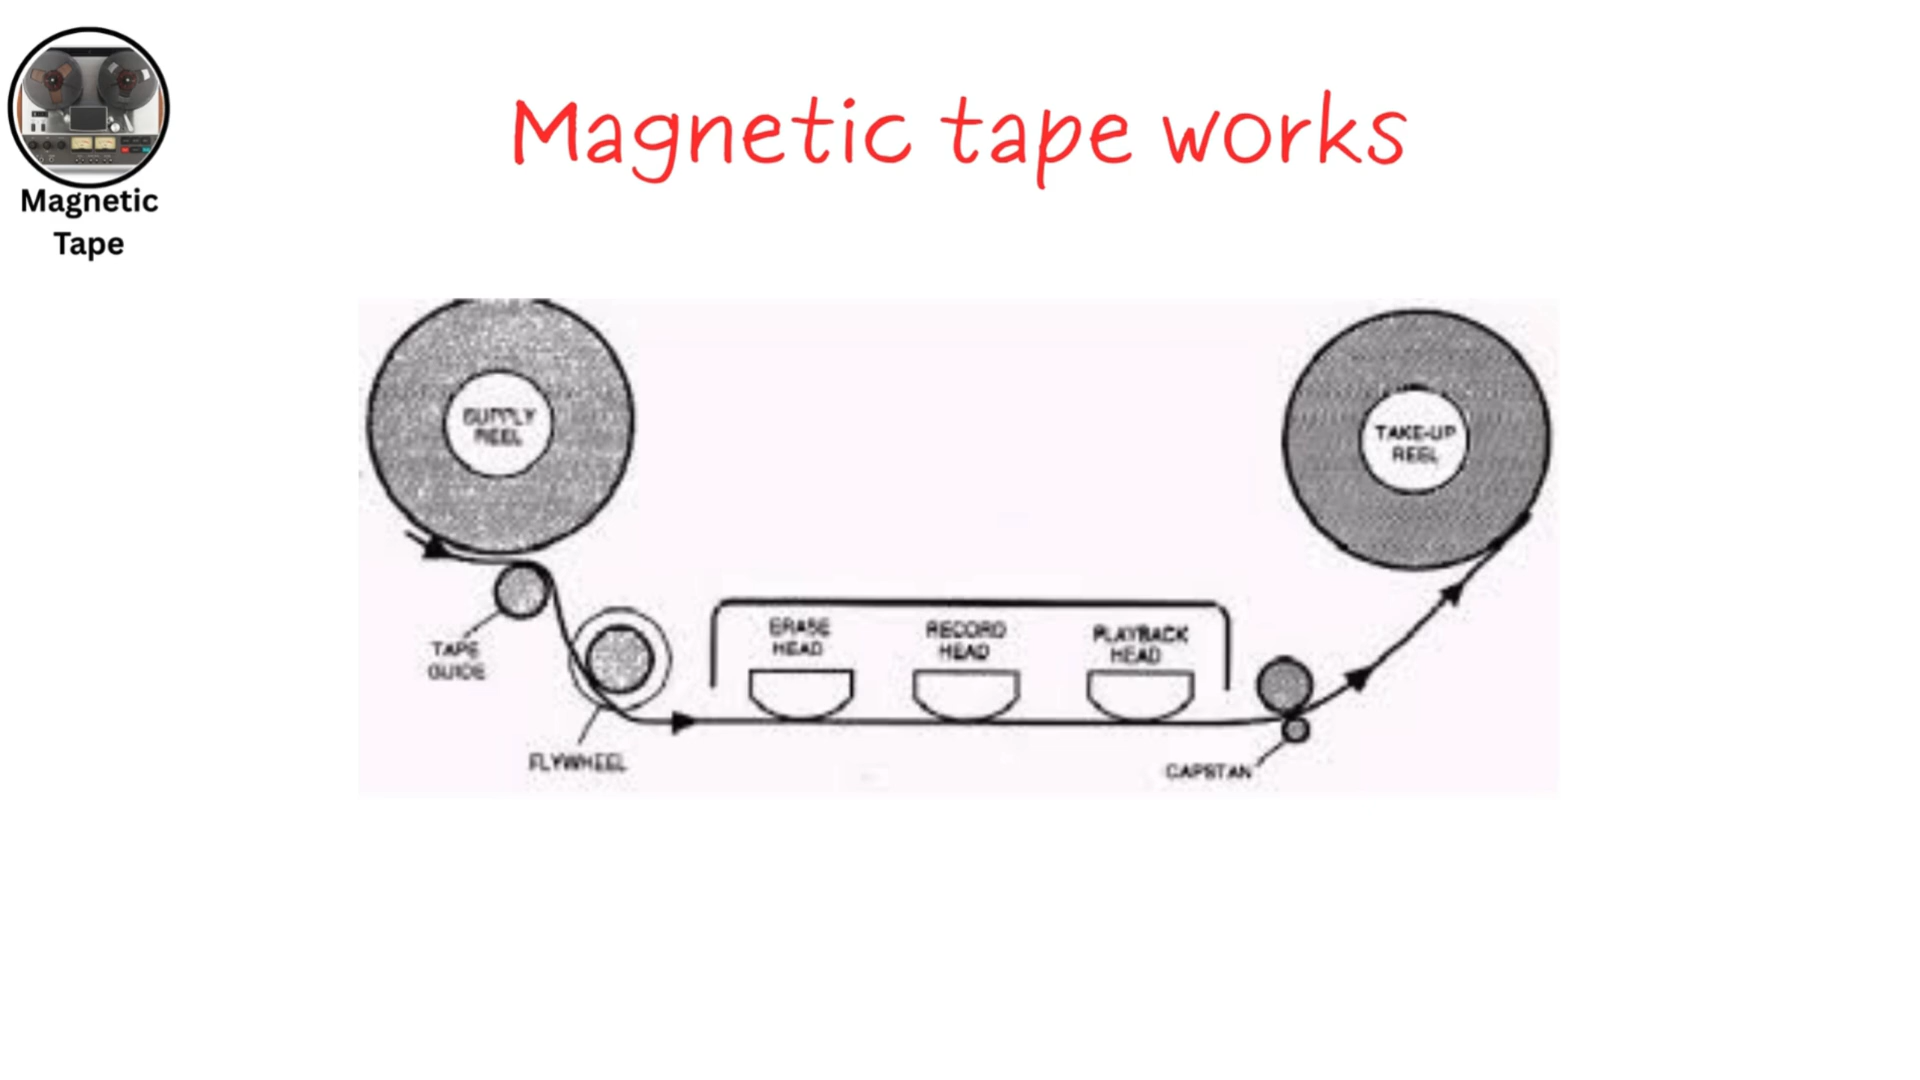 Magnetic tape works
Magnetic
Tape
SUPPLY
REEL
TAKE-UP
REEL
TAPE
GUIDE
ERASE
HEAD
RECORD
HEAD
PLAYBACK
HEAD
FLYWHEEL
CAPSTAN